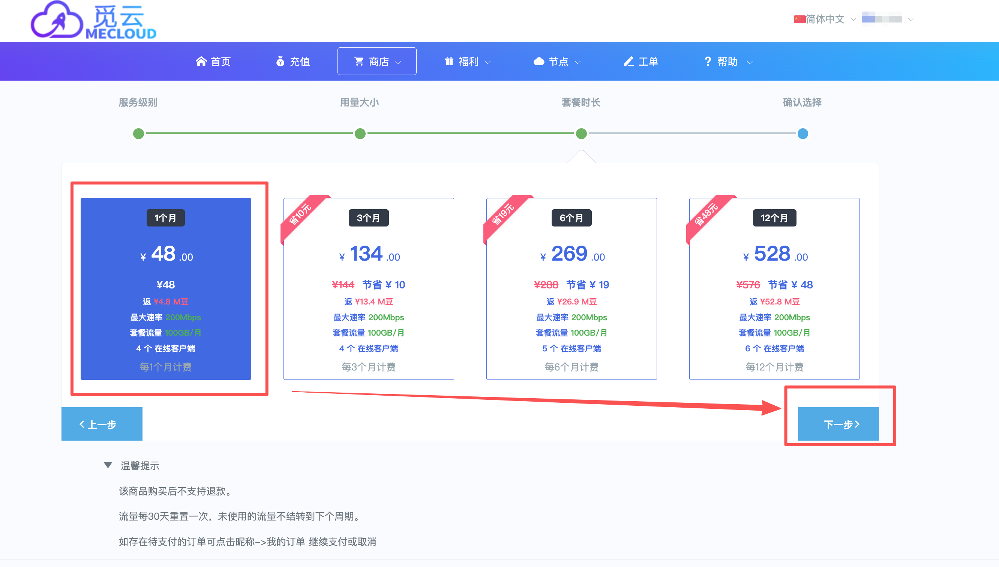 觅云
MECLOUD
简体中文
首页 充值 商店 福利 节点 工单 帮助
服务级别 用量大小 套餐时长 确认选择
1个月
¥ 48 .00
¥48
返 ¥4.8 M豆
最大速率 200Mbps
套餐流量 100GB/月
4 个 在线客户端
每1个月计费
省10元
3个月
¥ 134 .00
¥144 节省 ¥ 10
返 ¥13.4 M豆
最大速率 200Mbps
套餐流量 100GB/月
4 个 在线客户端
每3个月计费
省19元
6个月
¥ 269 .00
¥288 节省 ¥ 19
返 ¥26.9 M豆
最大速率 200Mbps
套餐流量 100GB/月
5 个 在线客户端
每6个月计费
省48元
12个月
¥ 528 .00
¥576 节省 ¥ 48
返 ¥52.8 M豆
最大速率 200Mbps
套餐流量 100GB/月
6 个 在线客户端
每12个月计费
上一步
下一步
温馨提示
该商品购买后不支持退款。
流量每30天重置一次，未使用的流量不结转到下个周期。
如存在待支付的订单可点击昵称->我的订单 继续支付或取消